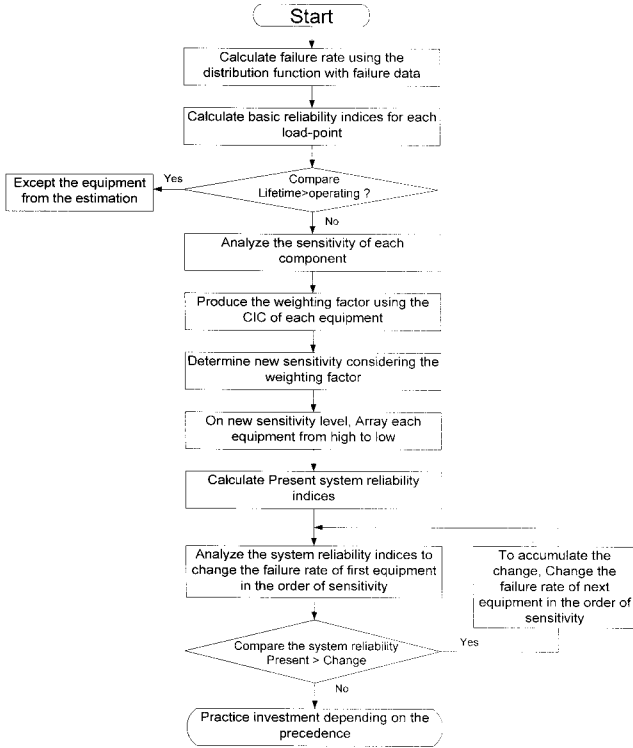 Start
Calculate failure rate using the
distribution function with failure data
Calculate basic reliability indices for each
load-point
Compare
Lifetime>operating ?
Yes
Except the equipment
from the estimation
No
Analyze the sensitivity of each
component
Produce the weighting factor using the
CIC of each equipment
Determine new sensitivity considering the
weighting factor
On new sensitivity level, Array each
equipment from high to low
Calculate Present system reliability
indices
Analyze the system reliability indices to
change the failure rate of first equipment
in the order of sensitivity
To accumulate the
change, Change the
failure rate of next
equipment in the order of
sensitivity
Compare the system reliability
Present > Change
Yes
No
Practice investment depending on the
precedence